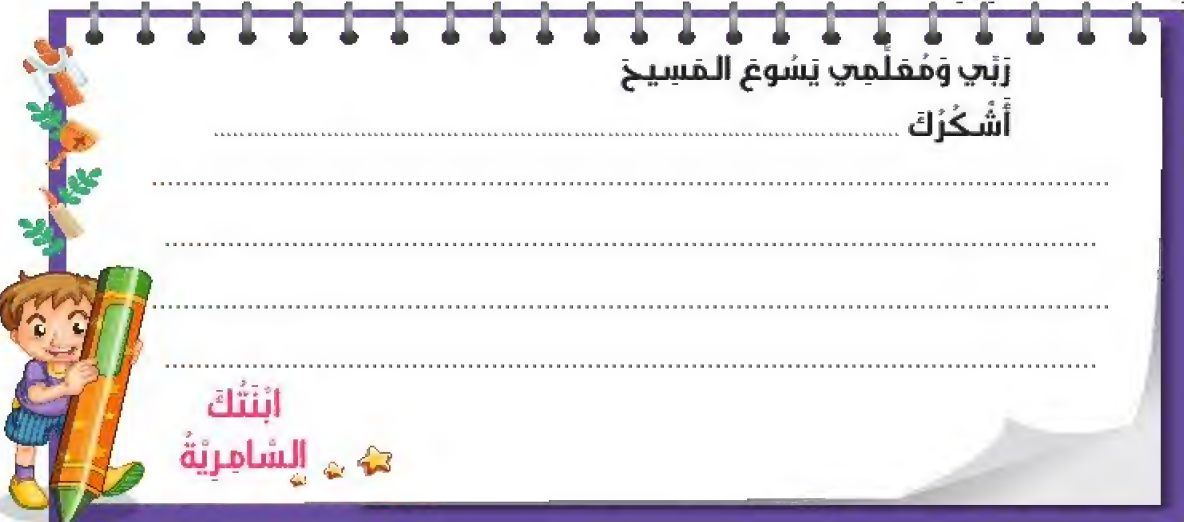 رَبِّي وَمُعَلِّمِي يَسُوعَ المَسِيحَ
أَشْكُرُكَ ........................................................................
ابْنَتُكَ
السَّامِرِيَّةُ